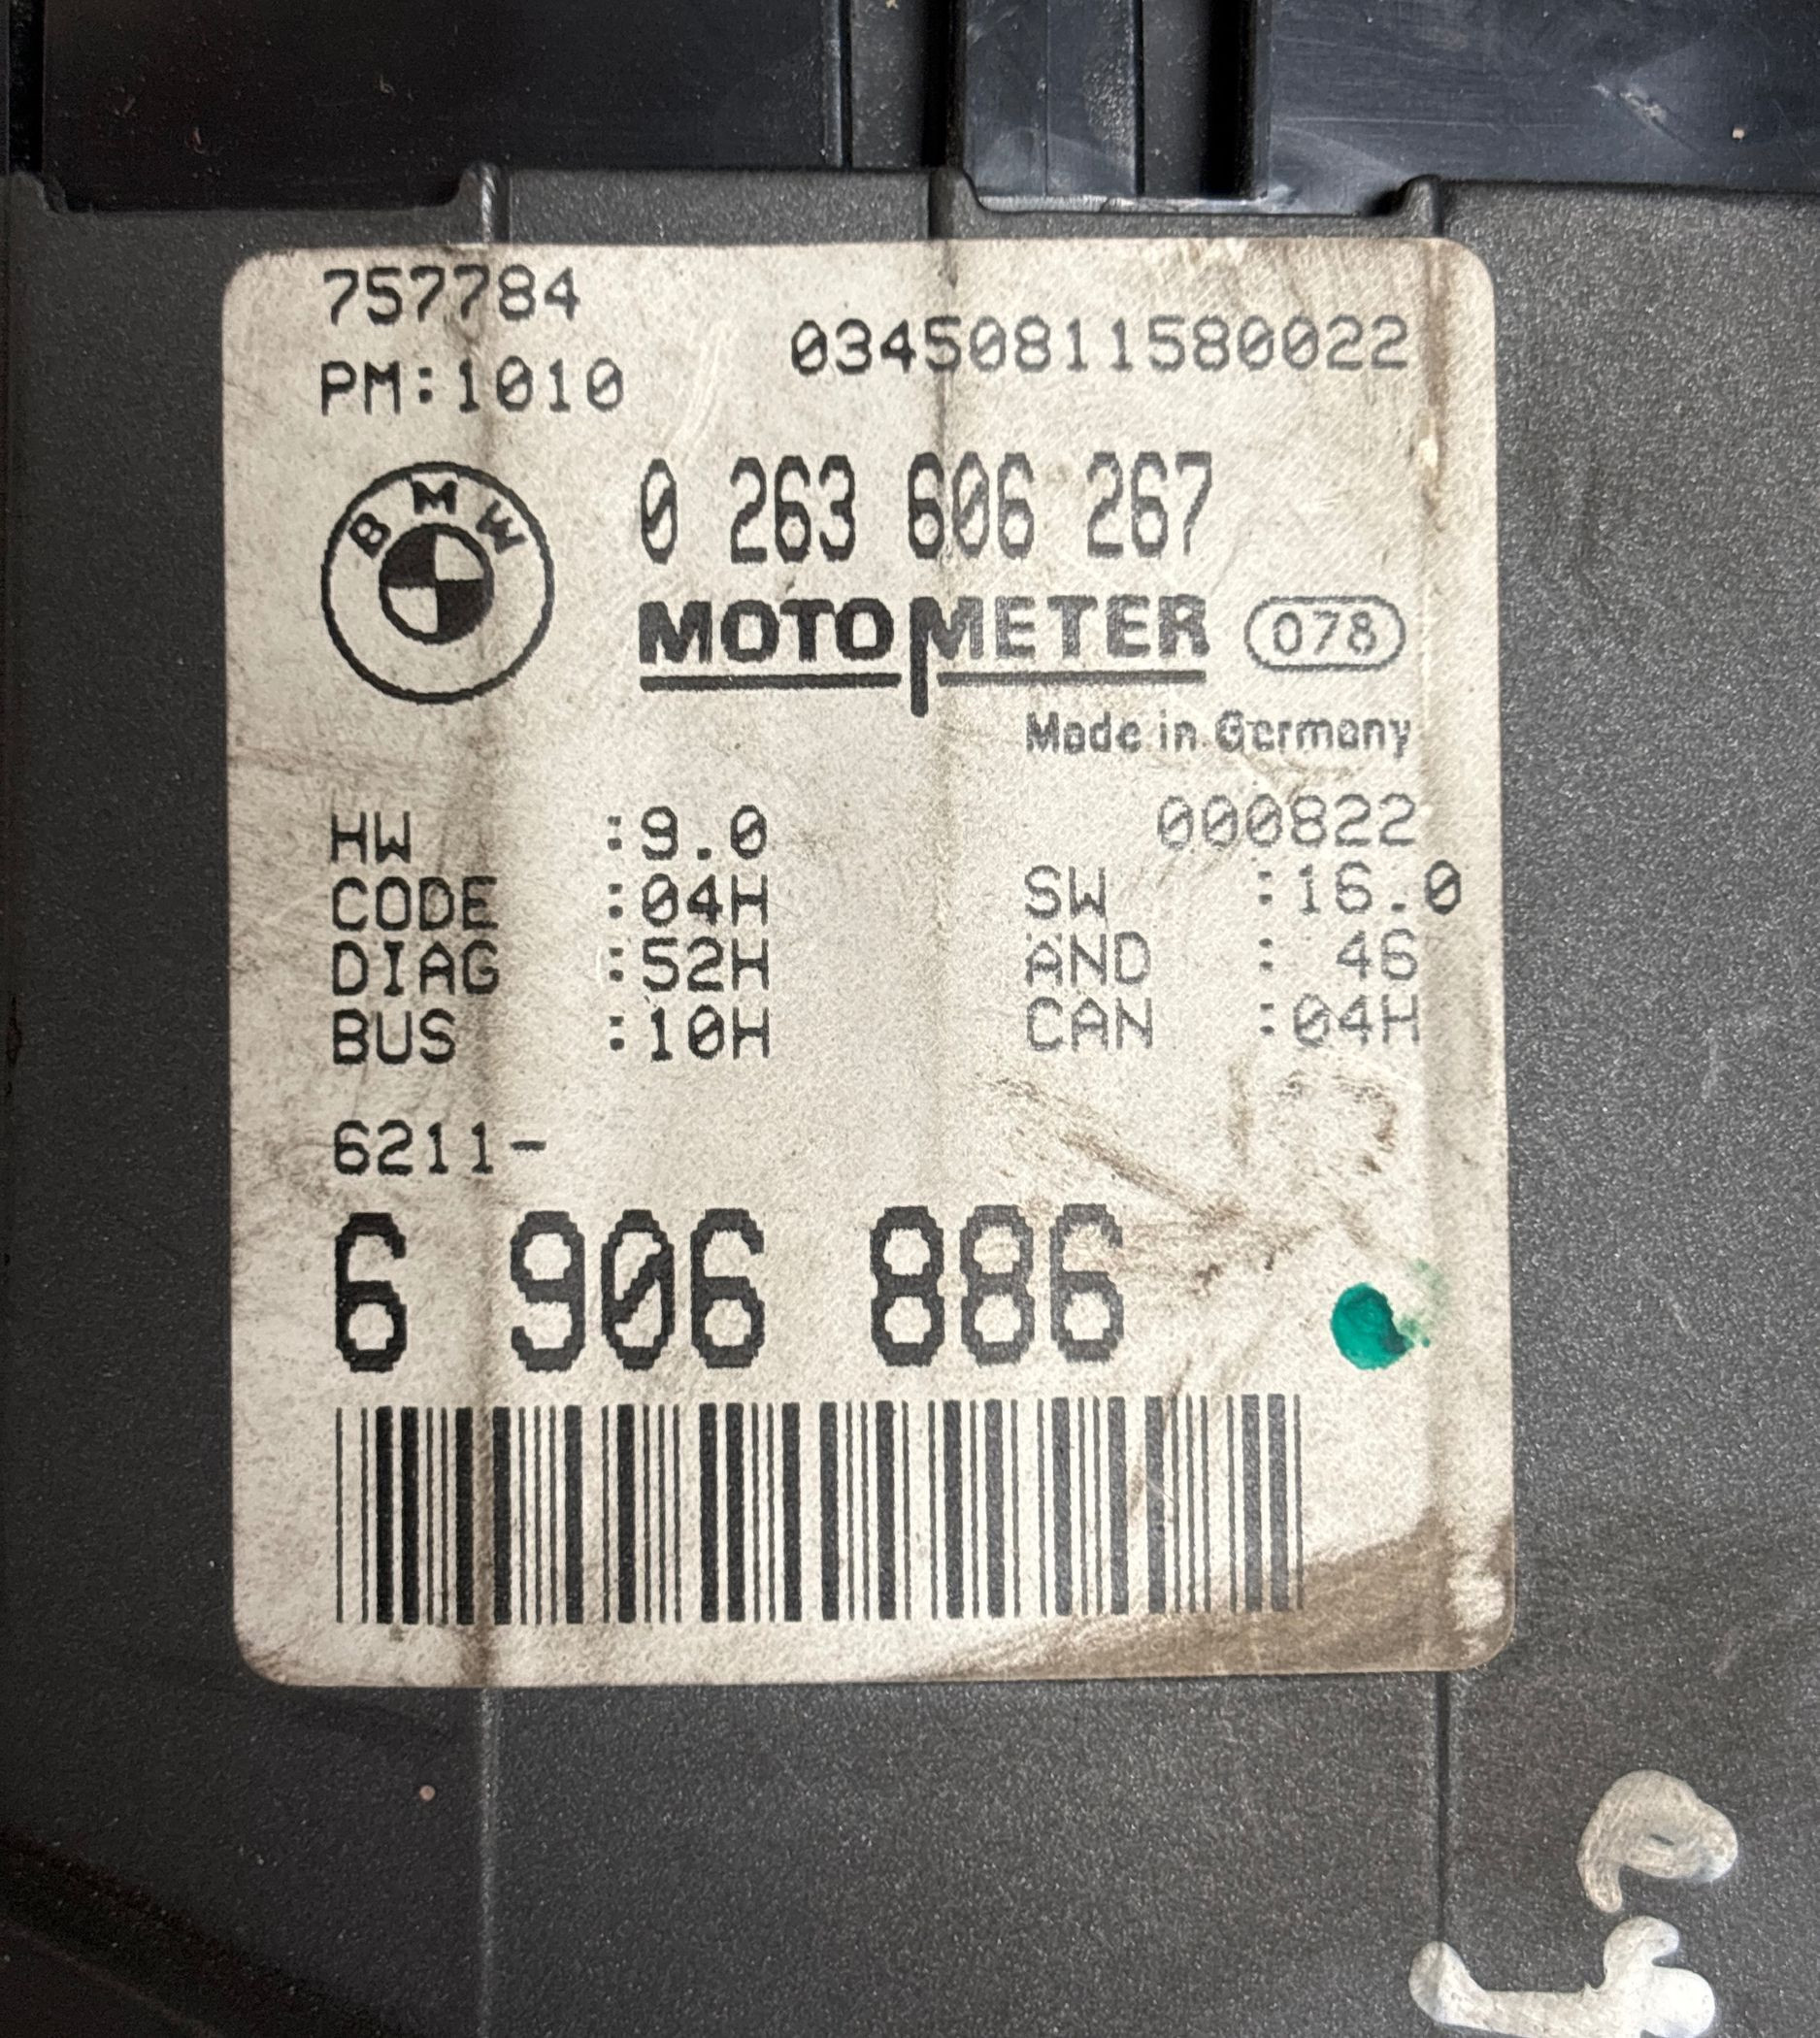 757784
03450811580022
PM:1010
BMW
0 263 606 267
MOTOMETER 078
Made in Germany
000822
HW :9.0
CODE :04H SW :16.0
DIAG :52H AND : 46
BUS :10H CAN :04H
6211-
6 906 886